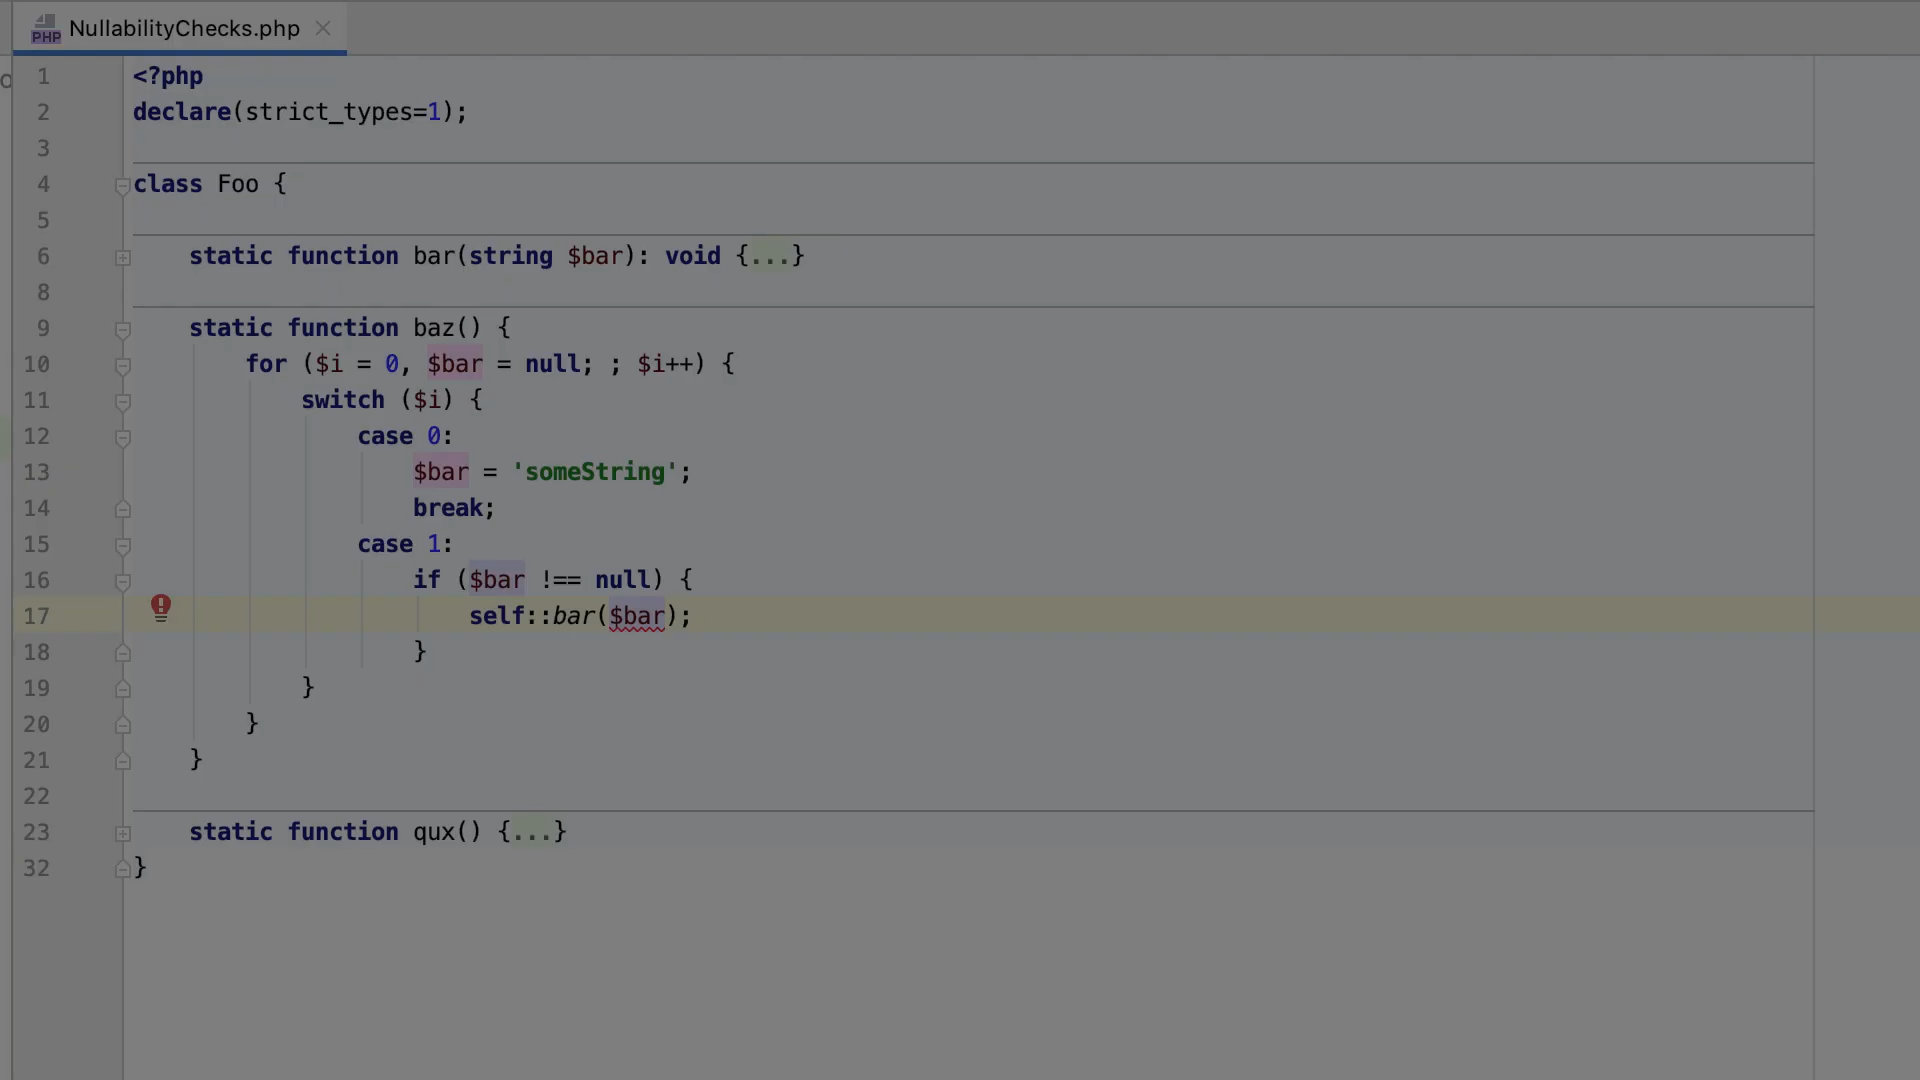 PHP NullabilityChecks.php
1 <?php
2 declare(strict_types=1);
3
4 class Foo {
5
6 static function bar(string $bar): void {...}
8
9 static function baz() {
10 for ($i = 0, $bar = null; ; $i++) {
11 switch ($i) {
12 case 0:
13 $bar = 'someString';
14 break;
15 case 1:
16 if ($bar !== null) {
17 self::bar($bar);
18 }
19 }
20 }
21 }
22
23 static function qux() {...}
32 }